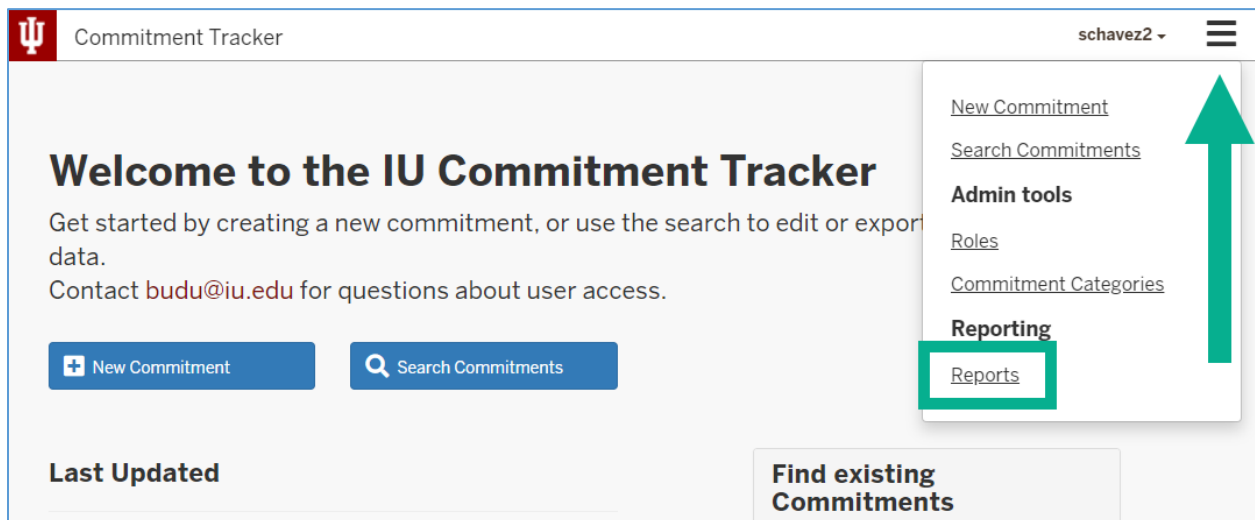 Commitment Tracker
schavez2
New Commitment
Search Commitments
Admin tools
Roles
Commitment Categories
Reporting
Reports
Welcome to the IU Commitment Tracker
Get started by creating a new commitment, or use the search to edit or export
data.
Contact budu@iu.edu for questions about user access.
New Commitment
Search Commitments
Last Updated
Find existing
Commitments